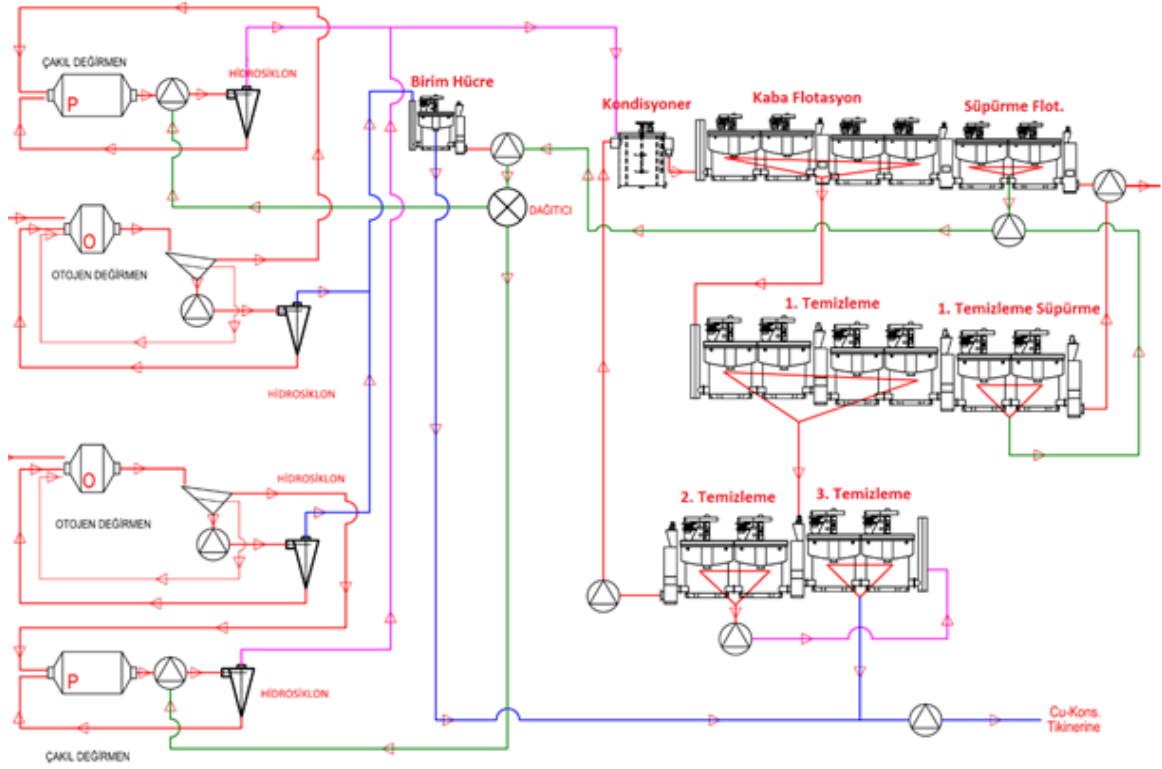 ÇAKIL DEĞİRMEN
P
HİDROSİKLON
Birim Hücre
Kondisyoner
Kaba Flotasyon
Süpürme Flot.
DAĞITICI
O
OTOJEN DEĞİRMEN
HİDROSİKLON
1. Temizleme
1. Temizleme Süpürme
O
OTOJEN DEĞİRMEN
HİDROSİKLON
2. Temizleme
3. Temizleme
P
HİDROSİKLON
ÇAKIL DEĞİRMEN
Cu-Kons.
Tikinerine